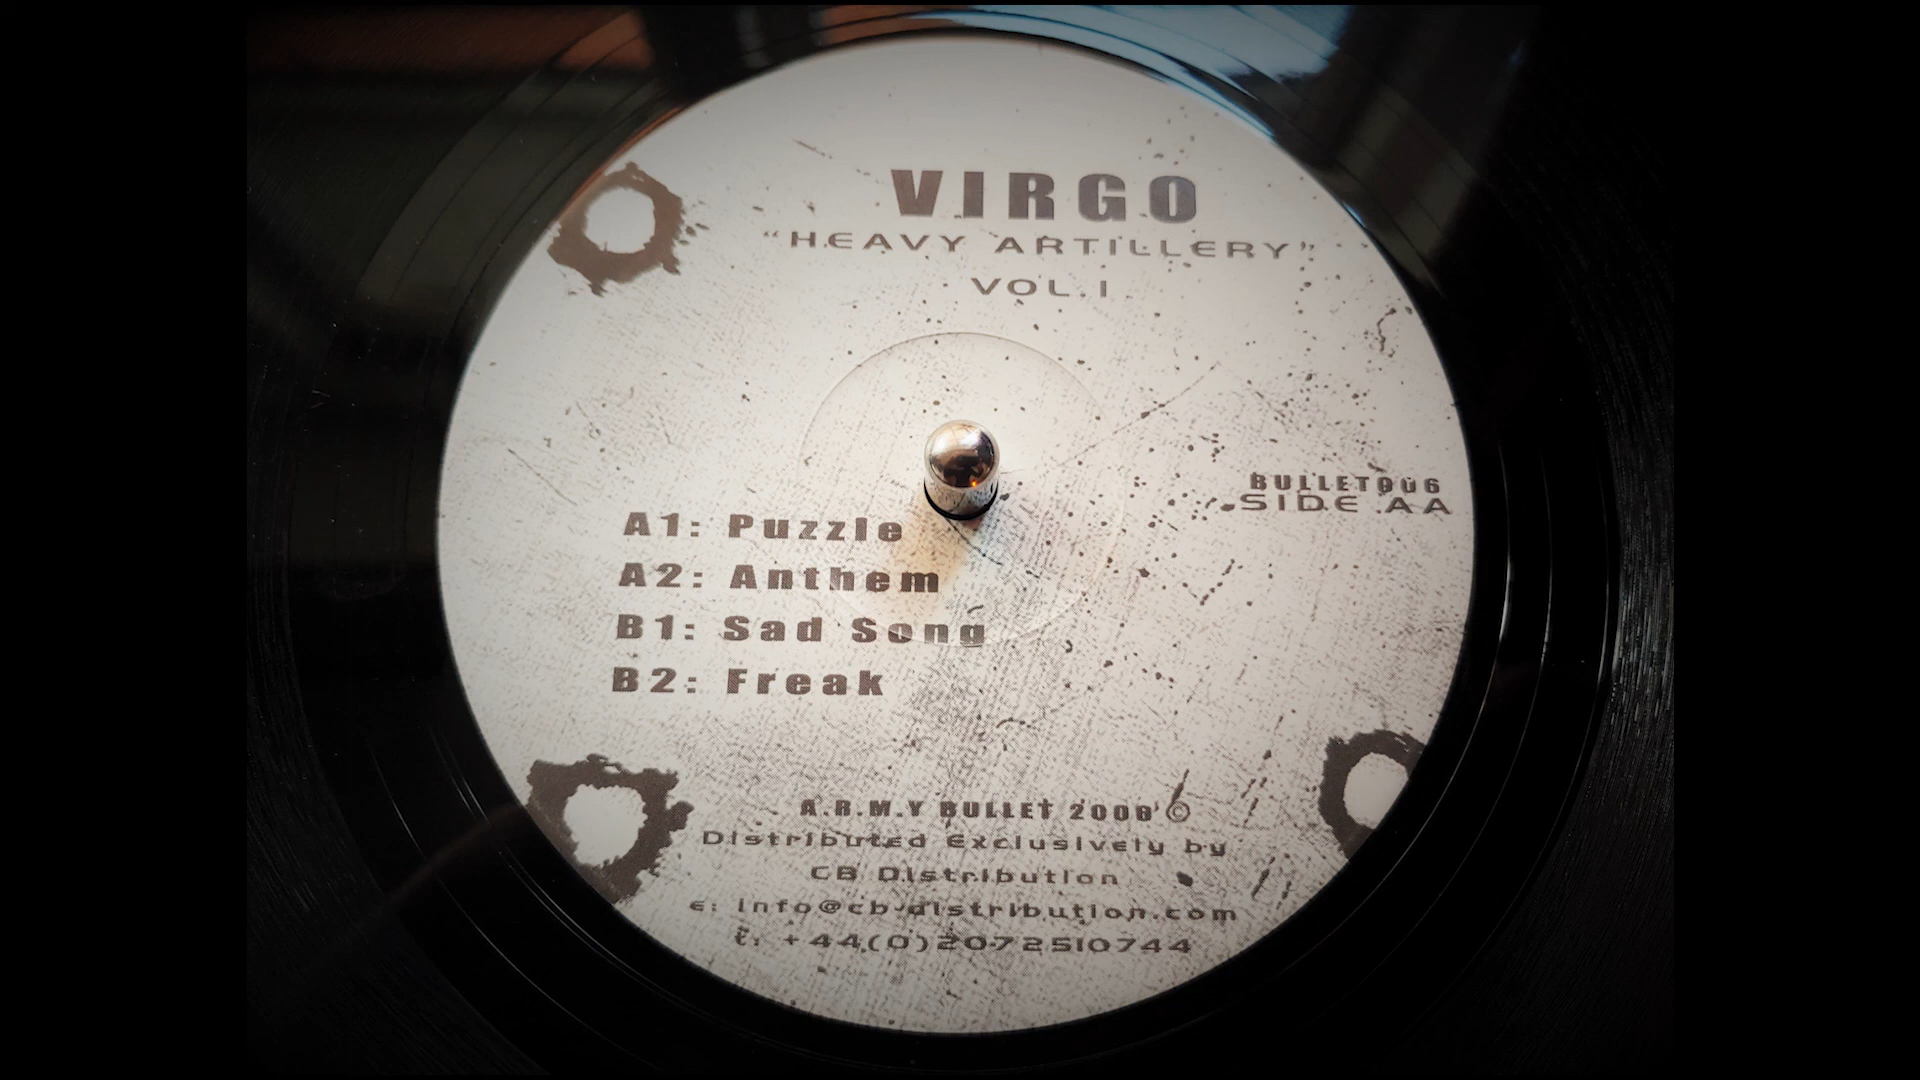 VIRGO
"HEAVY ARTILLERY"
VOL.1
BULLET006
SIDE AA
A1: Puzzle
A2: Anthem
B1: Sad Song
B2: Freak
A.R.M.Y BULLET 2008 ©
Distributed Exclusively by
CB Distribution
e: info@cb-distribution.com
t: +44(0)2072510744